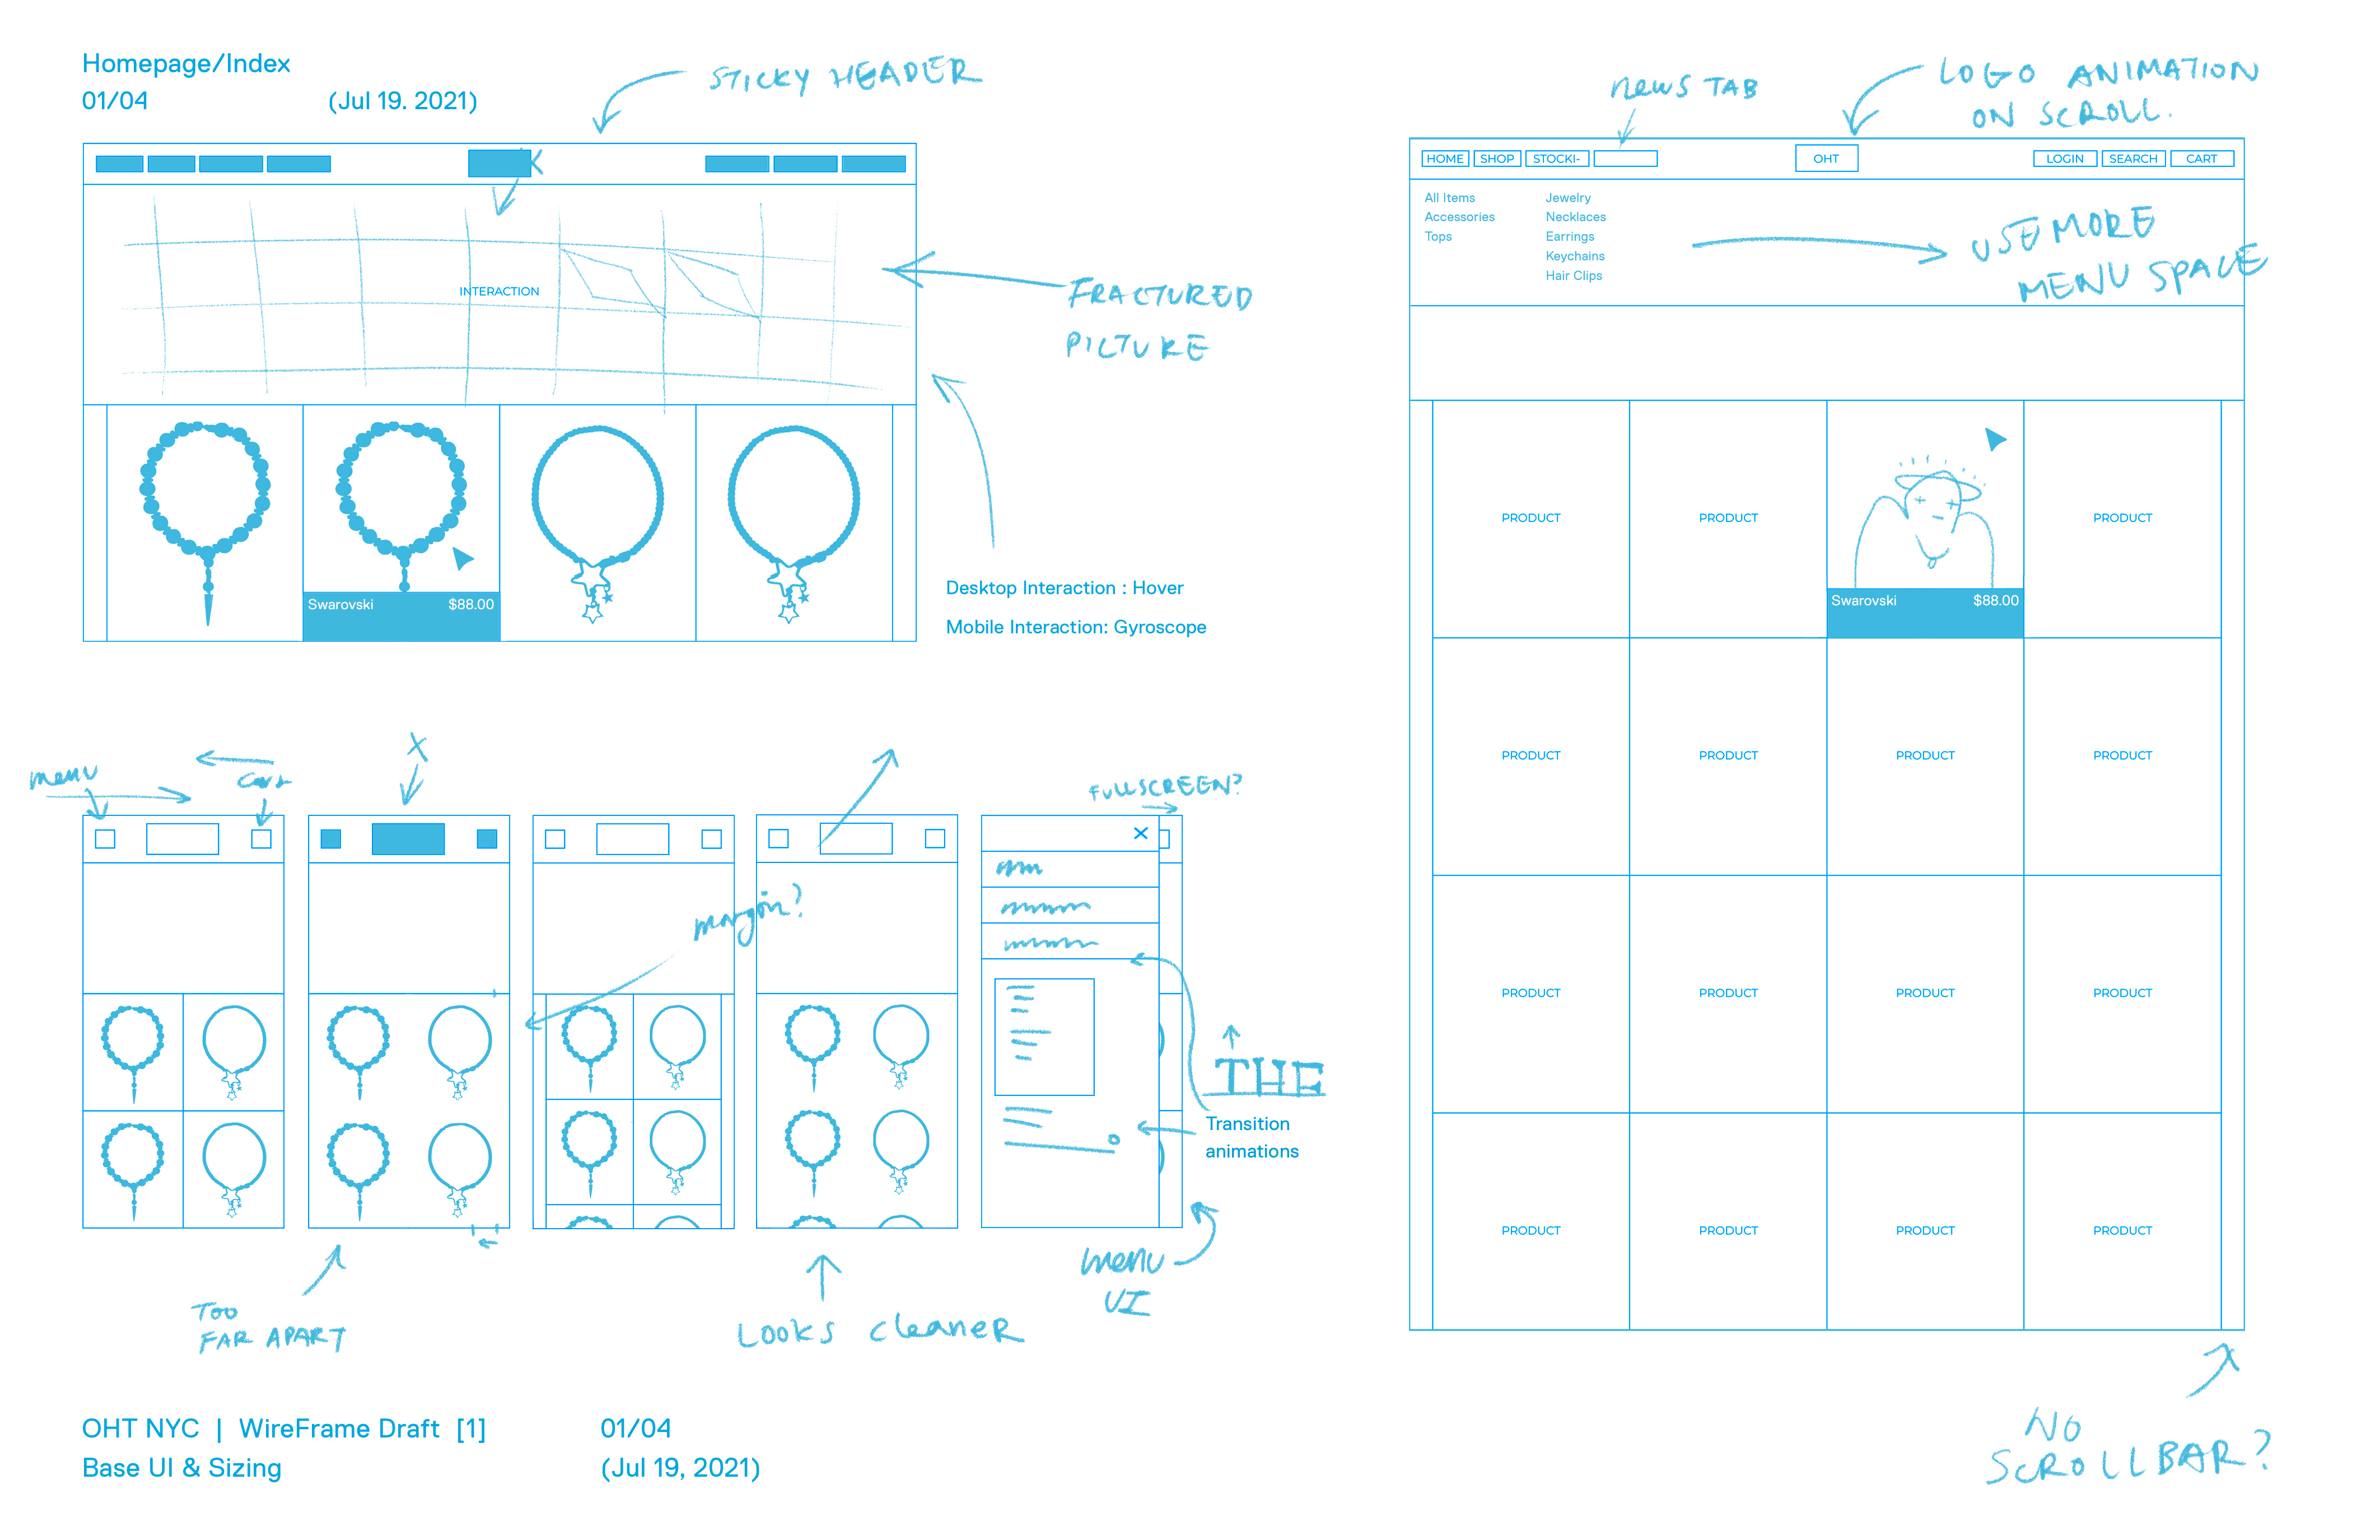 Homepage/Index
01/04 (Jul 19. 2021)
STICKY HEADER
INTERACTION
FRACTURED
PICTURE
Swarovski $88.00
Desktop Interaction : Hover
Mobile Interaction: Gyroscope
news TAB
LOGO ANIMATION
ON SCROLL.
HOME SHOP STOCKI- OHT LOGIN SEARCH CART
All Items Jewelry
Accessories Necklaces
Tops Earrings
Keychains
Hair Clips
USE MORE
MENU SPACE
PRODUCT PRODUCT PRODUCT
Swarovski $88.00
PRODUCT PRODUCT PRODUCT PRODUCT
PRODUCT PRODUCT PRODUCT PRODUCT
PRODUCT PRODUCT PRODUCT PRODUCT
NO
SCROLLBAR?
menu
Cart
X
FULLSCREEN?
margin?
THE
Transition
animations
menu
UI
TOO
FAR APART
LOOKS cleaner
OHT NYC | WireFrame Draft [1] 01/04
Base UI & Sizing (Jul 19, 2021)